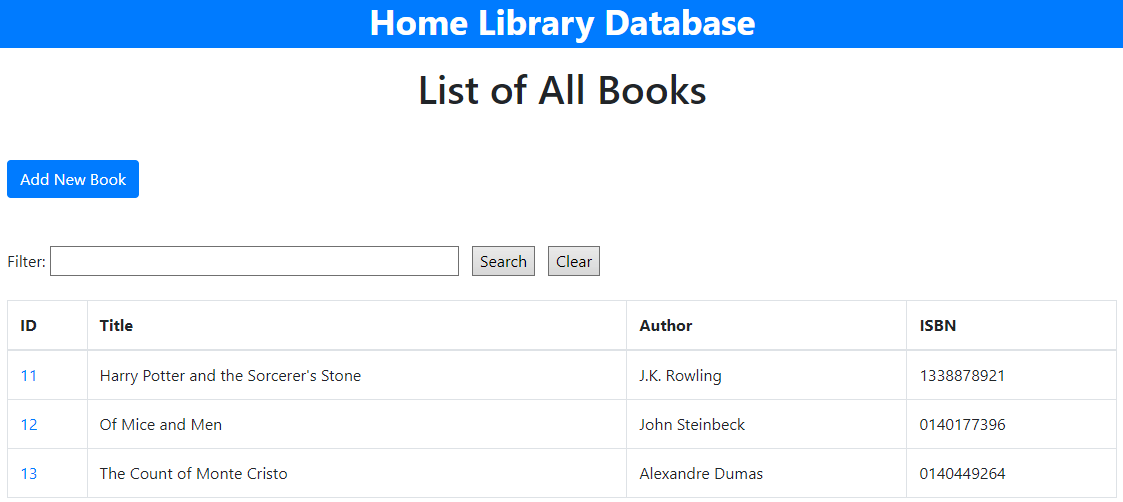 Home Library Database
List of All Books
Add New Book
Filter: Search Clear
ID Title Author ISBN
11 Harry Potter and the Sorcerer's Stone J.K. Rowling 1338878921
12 Of Mice and Men John Steinbeck 0140177396
13 The Count of Monte Cristo Alexandre Dumas 0140449264